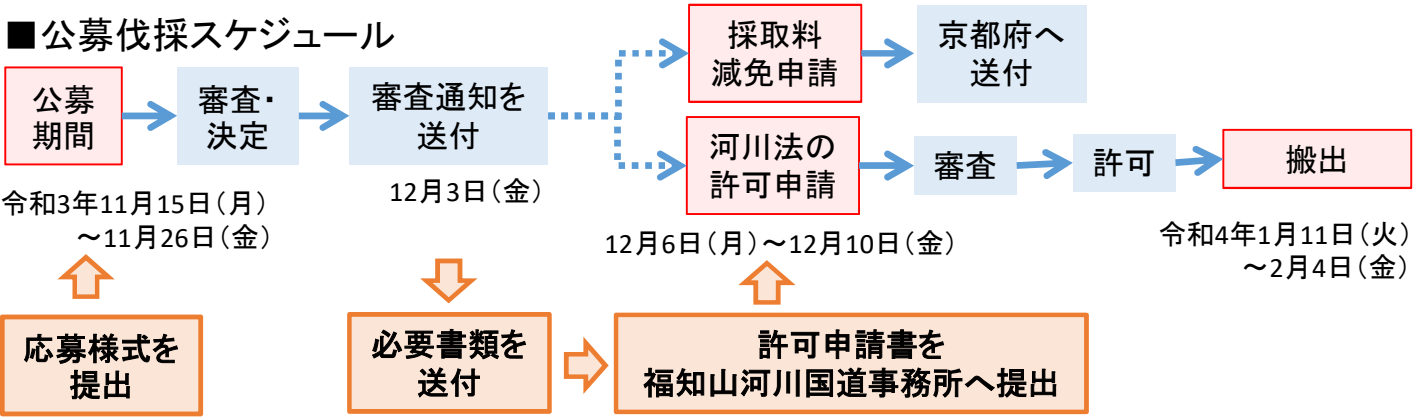 ■公募伐採スケジュール
公募
期間
審査・
決定
審査通知を
送付
採取料
減免申請
京都府へ
送付
河川法の
許可申請
審査
許可
搬出
令和3年11月15日(月)
～11月26日(金)
12月3日(金)
12月6日(月)～12月10日(金)
令和4年1月11日(火)
～2月4日(金)
応募様式を
提出
必要書類を
送付
許可申請書を
福知山河川国道事務所へ提出